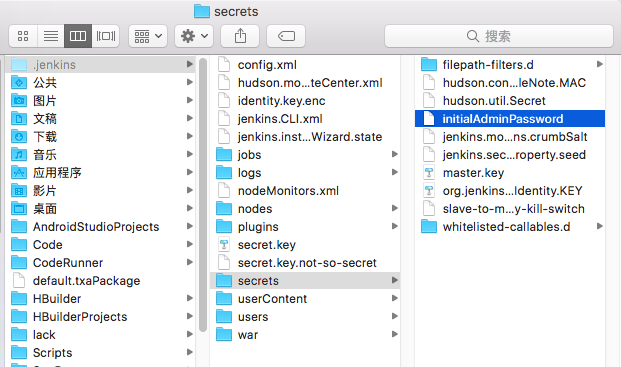 secrets
搜索
.jenkins
公共
图片
文稿
下载
音乐
应用程序
影片
桌面
AndroidStudioProjects
Code
CodeRunner
default.txaPackage
HBuilder
HBuilderProjects
lack
Scripts
config.xml
hudson.mo...teCenter.xml
identity.key.enc
jenkins.CLI.xml
jenkins.inst...Wizard.state
jobs
logs
nodeMonitors.xml
nodes
plugins
secret.key
secret.key.not-so-secret
secrets
userContent
users
war
filepath-filters.d
hudson.con...leNote.MAC
hudson.util.Secret
initialAdminPassword
jenkins.mo...ns.crumbSalt
jenkins.sec...roperty.seed
master.key
org.jenkins...Identity.KEY
slave-to-m...y-kill-switch
whitelisted-callables.d